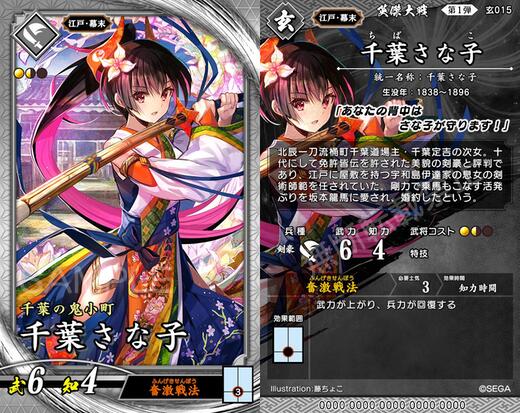 江戸・幕末
千葉の鬼小町
千葉さな子
武6 知4
ふんげきせんぽう
奮激戦法
3
玄
江戸・幕末
英傑大戦
第1弾
玄015
ちば こ
千葉さな子
統一名称:千葉さな子
生没年:1838~1896
「あなたの背中は
さな子が守ります!」
北辰一刀流桶町千葉道場主・千葉定吉の次女。十
代にして免許皆伝を許された美貌の剣豪と評判で
あり、江戸に屋敷を持つ宇和島伊達家の息女の剣
術師範を任されていた。剛力で乗馬もこなす活発
ぶりを坂本龍馬に愛され、婚約したという。
兵種 武力 知力 武将コスト
剣豪 6 4 特技
ふんげきせんぽう 必要士気 効果時間
奮激戦法 3 知力時間
武力が上がり、兵力が回復する
効果範囲
Illustration:藤ちょこ
©SEGA
0000 0000 0000 0000 0000